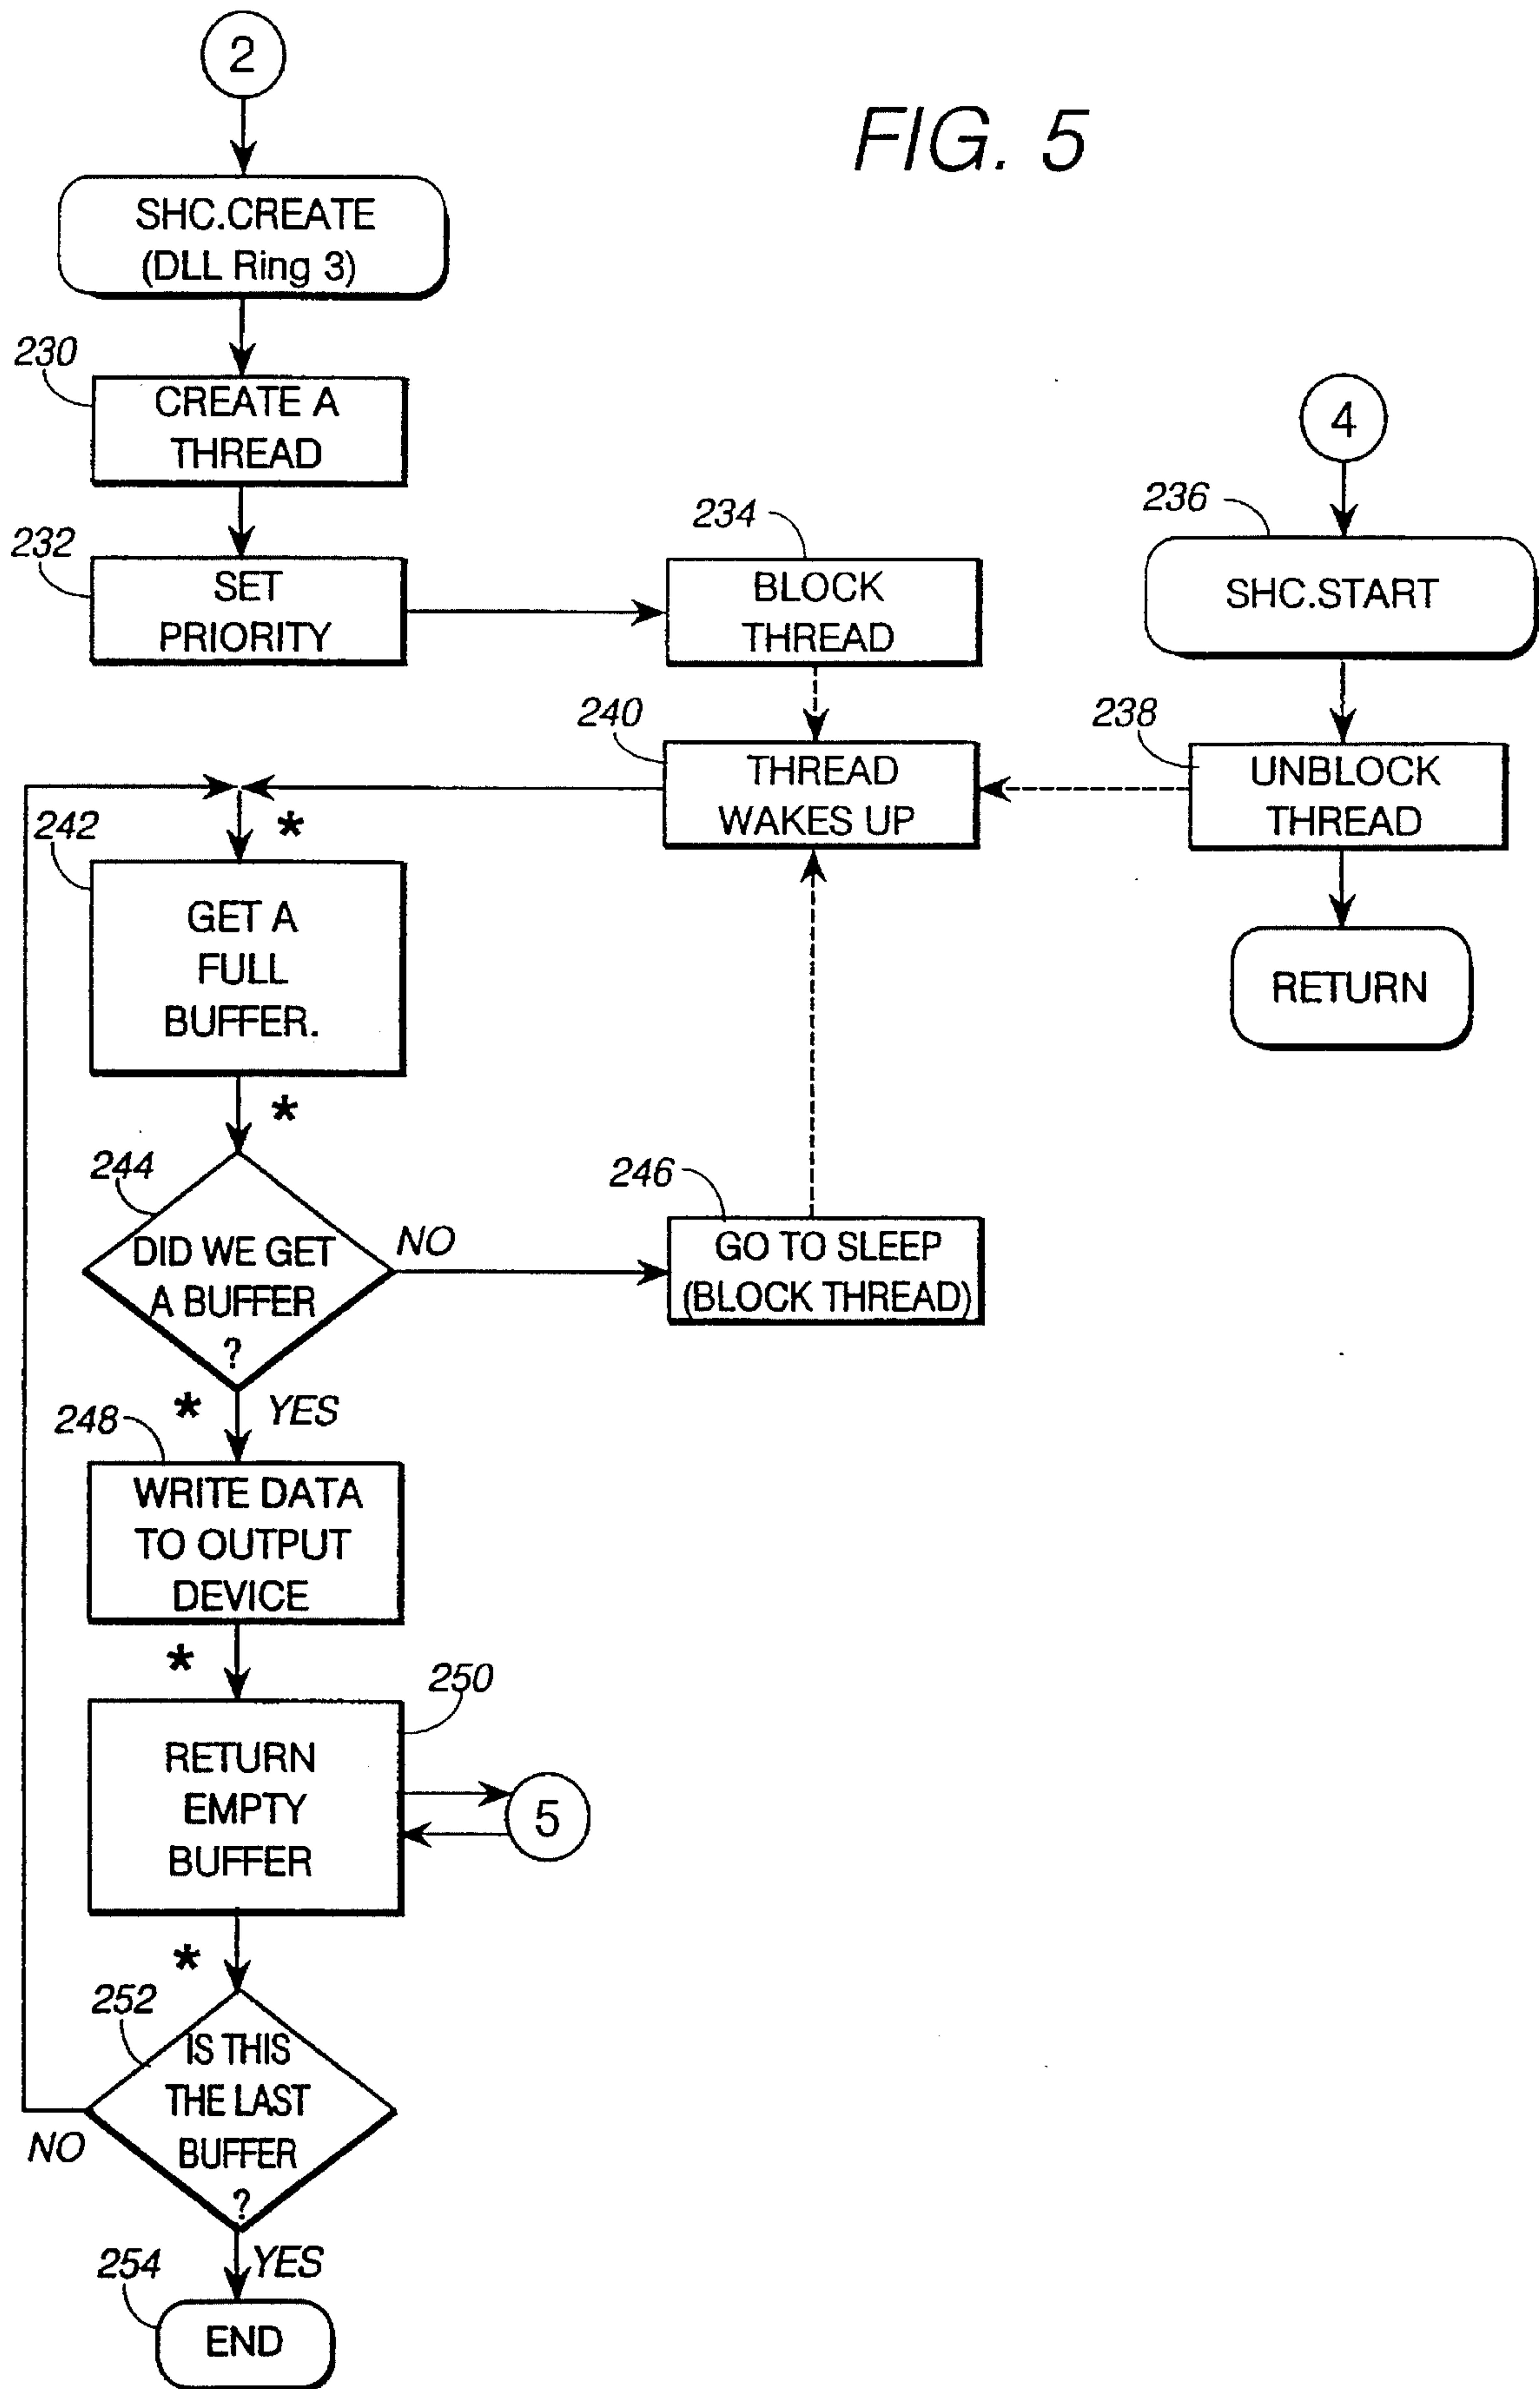 2
FIG. 5
SHC.CREATE
(DLL Ring 3)
230
CREATE A
THREAD
4
232
SET
PRIORITY
234
BLOCK
THREAD
236
SHC.START
240
THREAD
WAKES UP
238
UNBLOCK
THREAD
242
*
GET A
FULL
BUFFER.
RETURN
*
244
DID WE GET
A BUFFER
?
NO
246
GO TO SLEEP
(BLOCK THREAD)
*
YES
248
WRITE DATA
TO OUTPUT
DEVICE
*
250
RETURN
EMPTY
BUFFER
5
*
252
IS THIS
THE LAST
BUFFER
?
NO
YES
254
END